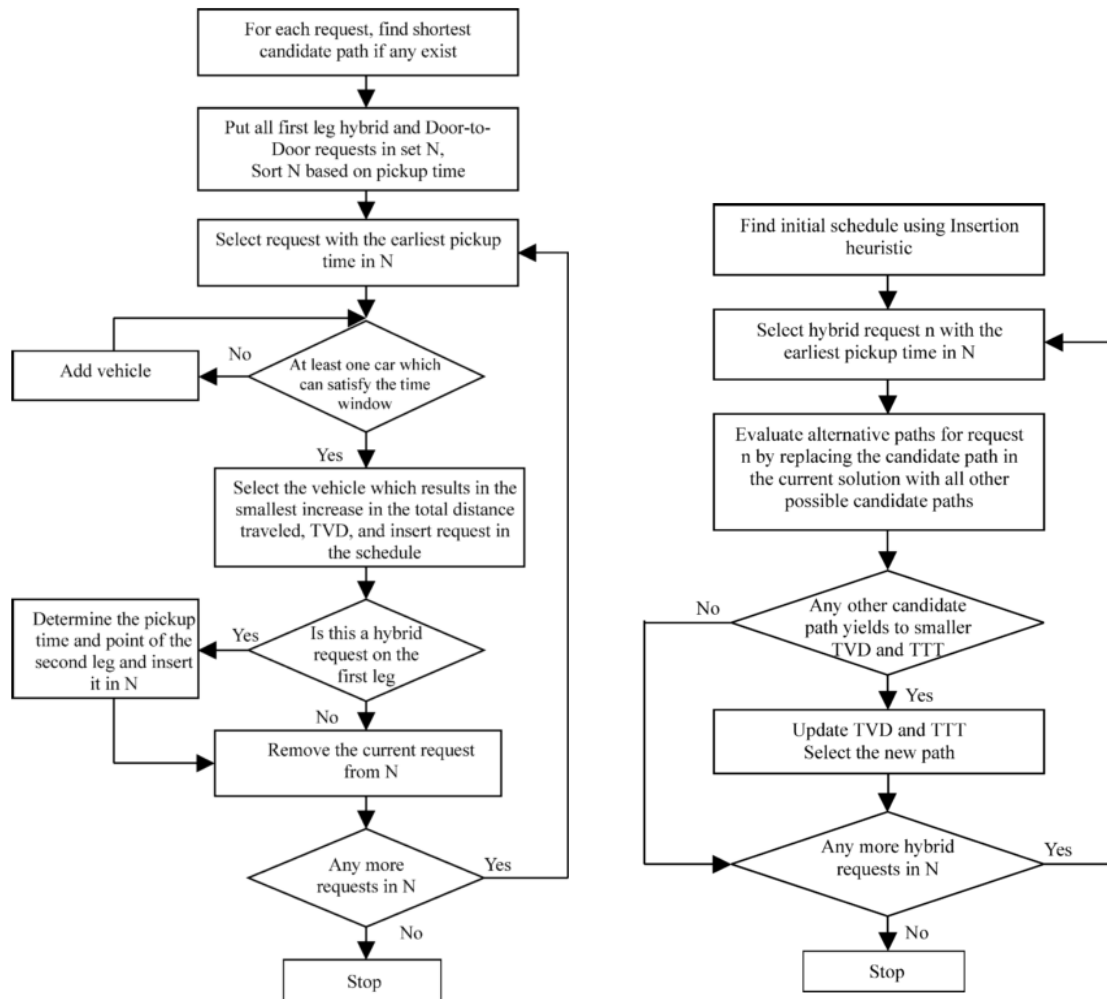 For each request, find shortest
candidate path if any exist
Put all first leg hybrid and Door-to-
Door requests in set N,
Sort N based on pickup time
Select request with the earliest pickup
time in N
Add vehicle
No
At least one car which
can satisfy the time
window
Yes
Select the vehicle which results in the
smallest increase in the total distance
traveled, TVD, and insert request in
the schedule
Determine the pickup
time and point of the
second leg and insert
it in N
Yes
Is this a hybrid
request on the
first leg
No
Remove the current request
from N
Any more
requests in N
Yes
No
Stop
Find initial schedule using Insertion
heuristic
Select hybrid request n with the
earliest pickup time in N
Evaluate alternative paths for request
n by replacing the candidate path in
the current solution with all other
possible candidate paths
No
Any other candidate
path yields to smaller
TVD and TTT
Yes
Update TVD and TTT
Select the new path
Any more hybrid
requests in N
Yes
No
Stop